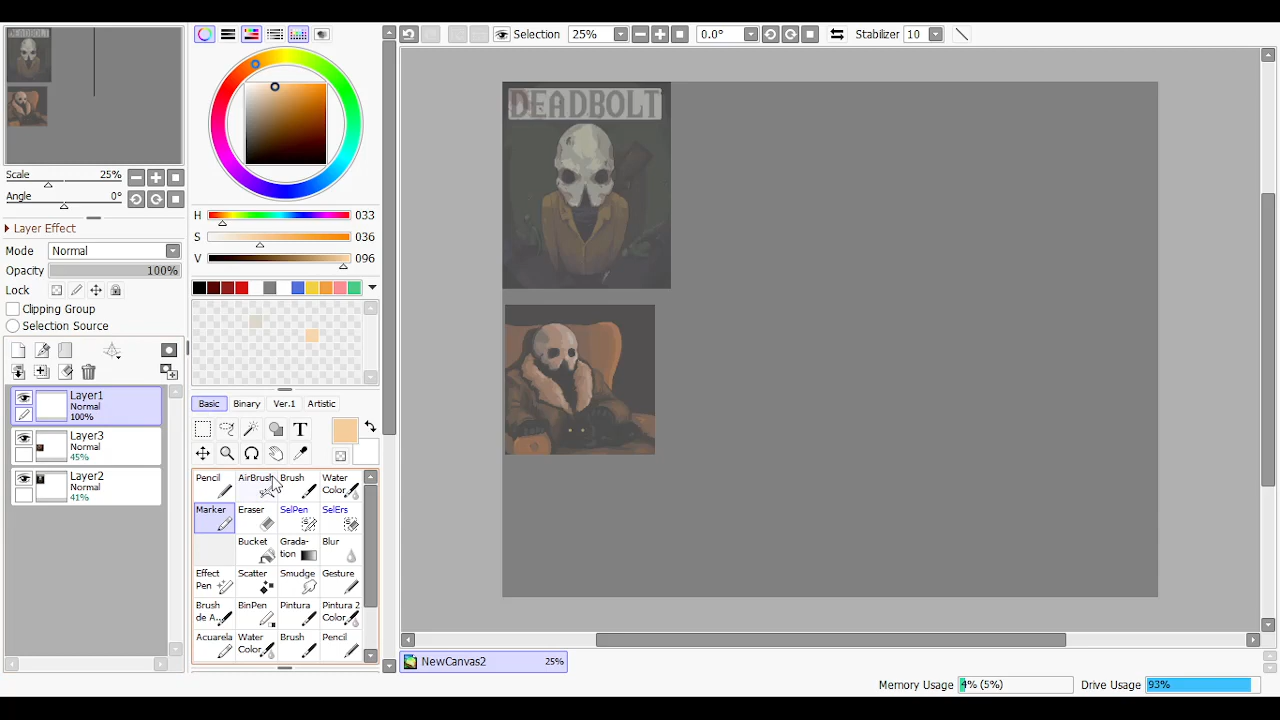 DEADBOLT
Selection 25% 0.0° Stabilizer 10
DEADBOLT
Scale 25%
Angle 0°
Layer Effect
Mode Normal
Opacity 100%
Lock
Clipping Group
Selection Source
Layer1
Normal
100%
Layer3
Normal
45%
Layer2
Normal
41%
H 033
S 036
V 096
Basic Binary Ver.1 Artistic
T
Pencil AirBrush Brush Water Color
Marker Eraser SelPen SelErs
Bucket Grada-tion Blur
Effect Pen Scatter Smudge Gesture
Brush de A... BinPen Pintura Pintura 2 Color
Acuarela Water Color Brush Pencil
NewCanvas2 25%
Memory Usage 4% (5%) Drive Usage 93%